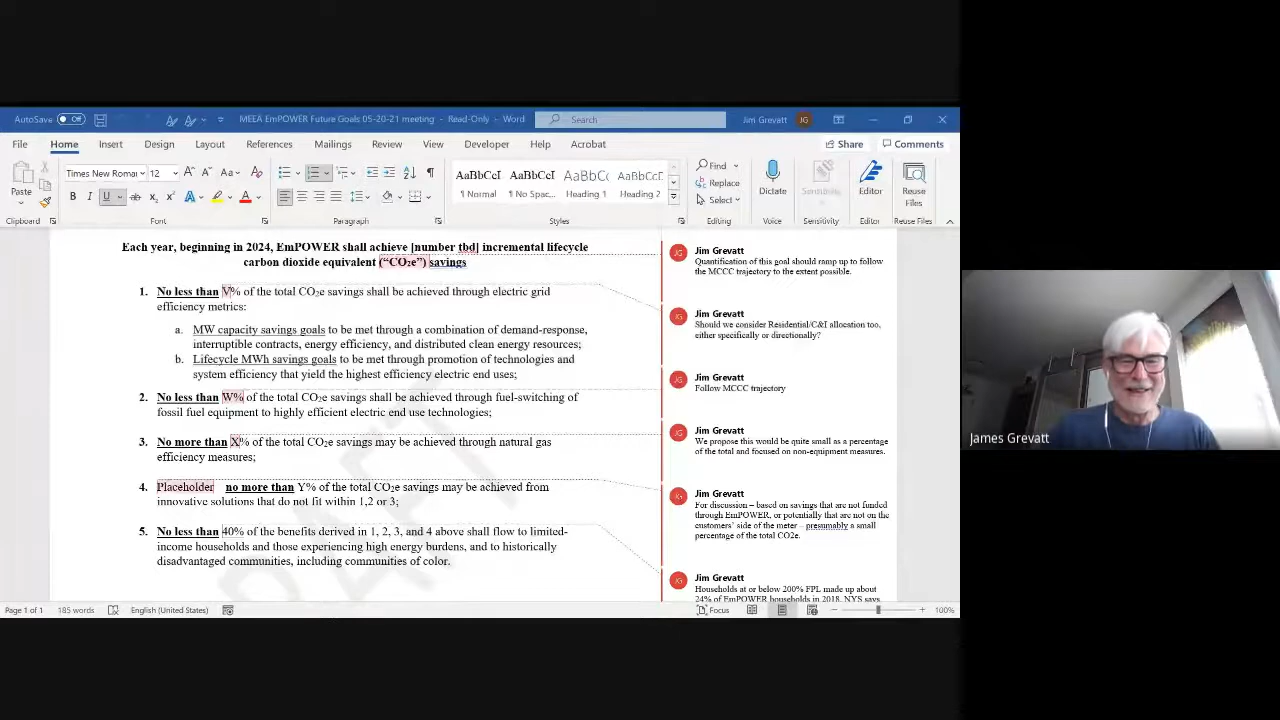 AutoSave Off MEEA EmPOWER Future Goals 05-20-21 meeting - Read-Only - Word Search Jim Grevatt JG
File Home Insert Design Layout References Mailings Review View Developer Help Acrobat Share Comments
Paste Times New Roman 12 AaBbCcI AaBbCcI AaBbC AaBbCcI Find Replace Select Dictate Sensitivity Editor Reuse Files
¶ Normal ¶ No Spac... Heading 1 Heading 2
Clipboard Font Paragraph Styles Editing Voice Sensitivity Editor Reuse Files
Each year, beginning in 2024, EmPOWER shall achieve [number tbd] incremental lifecycle
carbon dioxide equivalent (“CO2e”) savings
1. No less than V% of the total CO2e savings shall be achieved through electric grid
efficiency metrics:
a. MW capacity savings goals to be met through a combination of demand-response,
interruptible contracts, energy efficiency, and distributed clean energy resources;
b. Lifecycle MWh savings goals to be met through promotion of technologies and
system efficiency that yield the highest efficiency electric end uses;
2. No less than W% of the total CO2e savings shall be achieved through fuel-switching of
fossil fuel equipment to highly efficient electric end use technologies;
3. No more than X% of the total CO2e savings may be achieved through natural gas
efficiency measures;
4. Placeholder no more than Y% of the total CO2e savings may be achieved from
innovative solutions that do not fit within 1,2 or 3;
5. No less than 40% of the benefits derived in 1, 2, 3, and 4 above shall flow to limited-
income households and those experiencing high energy burdens, and to historically
disadvantaged communities, including communities of color.
JG Jim Grevatt
Quantification of this goal should ramp up to follow
the MCCC trajectory to the extent possible.
JG Jim Grevatt
Should we consider Residential/C&I allocation too,
either specifically or directionally?
JG Jim Grevatt
Follow MCCC trajectory
JG Jim Grevatt
We propose this would be quite small as a percentage
of the total and focused on non-equipment measures.
JG Jim Grevatt
For discussion – based on savings that are not funded
through EmPOWER, or potentially that are not on the
customers’ side of the meter – presumably a small
percentage of the total CO2e.
JG Jim Grevatt
Households at or below 200% FPL made up about
24% of EmPOWER households in 2018. NYS says
James Grevatt
Page 1 of 1 185 words English (United States) Focus 100%